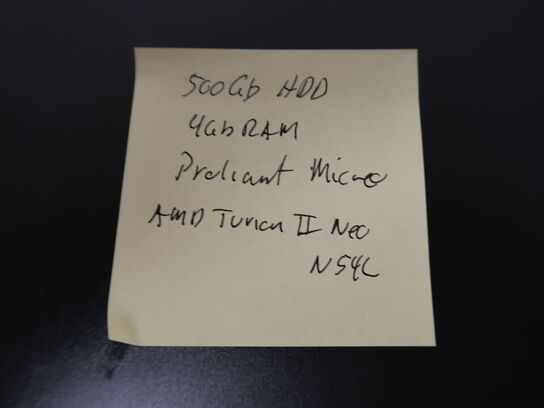 500Gb HDD
4Gb RAM
Proliant Micro
AMD Turion II Neo
N54L